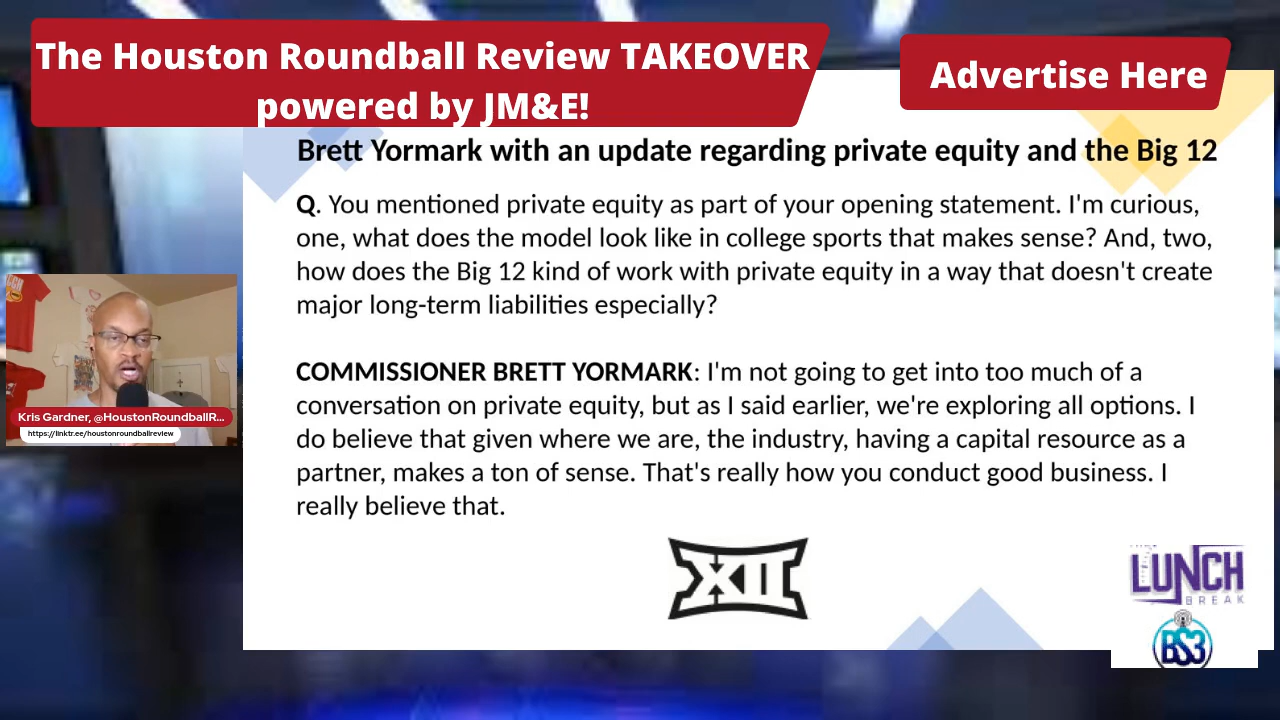 The Houston Roundball Review TAKEOVER
powered by JM&E!
Advertise Here
Brett Yormark with an update regarding private equity and the Big 12
Q. You mentioned private equity as part of your opening statement. I'm curious,
one, what does the model look like in college sports that makes sense? And, two,
how does the Big 12 kind of work with private equity in a way that doesn't create
major long-term liabilities especially?
COMMISSIONER BRETT YORMARK: I'm not going to get into too much of a
conversation on private equity, but as I said earlier, we're exploring all options. I
do believe that given where we are, the industry, having a capital resource as a
partner, makes a ton of sense. That's really how you conduct good business. I
really believe that.
Kris Gardner, @HoustonRoundballR...
https://linktr.ee/houstonroundballreview
XII
LUNCH
BREAK
BS3